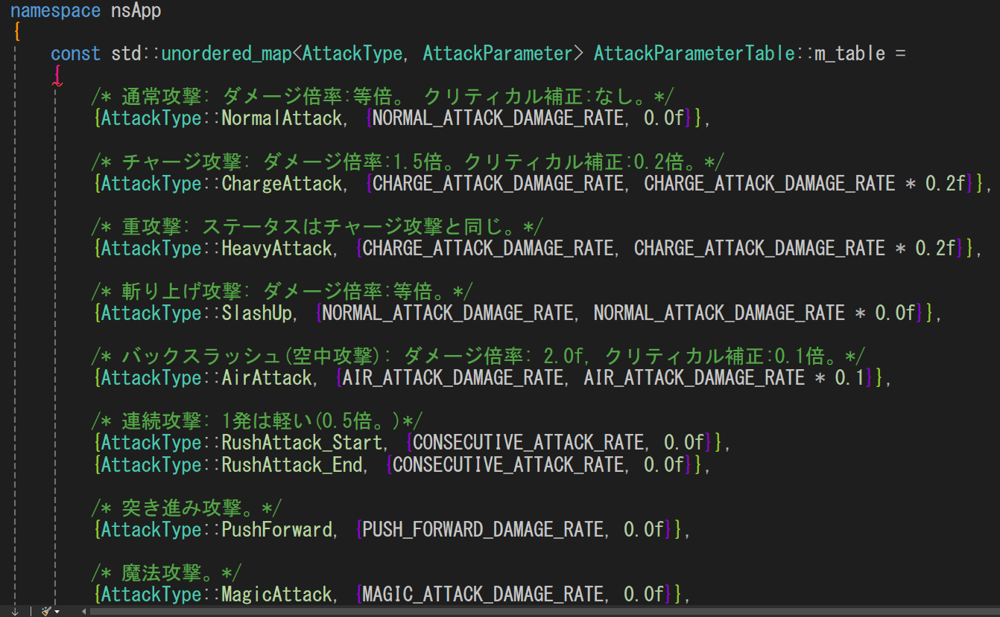 namespace nsApp
{
const std::unordered_map<AttackType, AttackParameter> AttackParameterTable::m_table =
{
/* 通常攻撃: ダメージ倍率:等倍。 クリティカル補正:なし。*/
{AttackType::NormalAttack, {NORMAL_ATTACK_DAMAGE_RATE, 0.0f}},
/* チャージ攻撃: ダメージ倍率:1.5倍。クリティカル補正:0.2倍。*/
{AttackType::ChargeAttack, {CHARGE_ATTACK_DAMAGE_RATE, CHARGE_ATTACK_DAMAGE_RATE * 0.2f}},
/* 重攻撃: ステータスはチャージ攻撃と同じ。*/
{AttackType::HeavyAttack, {CHARGE_ATTACK_DAMAGE_RATE, CHARGE_ATTACK_DAMAGE_RATE * 0.2f}},
/* 斬り上げ攻撃: ダメージ倍率:等倍。*/
{AttackType::SlashUp, {NORMAL_ATTACK_DAMAGE_RATE, NORMAL_ATTACK_DAMAGE_RATE * 0.0f}},
/* バックスラッシュ(空中攻撃): ダメージ倍率: 2.0f, クリティカル補正:0.1倍。*/
{AttackType::AirAttack, {AIR_ATTACK_DAMAGE_RATE, AIR_ATTACK_DAMAGE_RATE * 0.1}},
/* 連続攻撃: 1発は軽い(0.5倍。)*/
{AttackType::RushAttack_Start, {CONSECUTIVE_ATTACK_RATE, 0.0f}},
{AttackType::RushAttack_End, {CONSECUTIVE_ATTACK_RATE, 0.0f}},
/* 突き進み攻撃。*/
{AttackType::PushForward, {PUSH_FORWARD_DAMAGE_RATE, 0.0f}},
/* 魔法攻撃。*/
{AttackType::MagicAttack, {MAGIC_ATTACK_DAMAGE_RATE, 0.0f}},